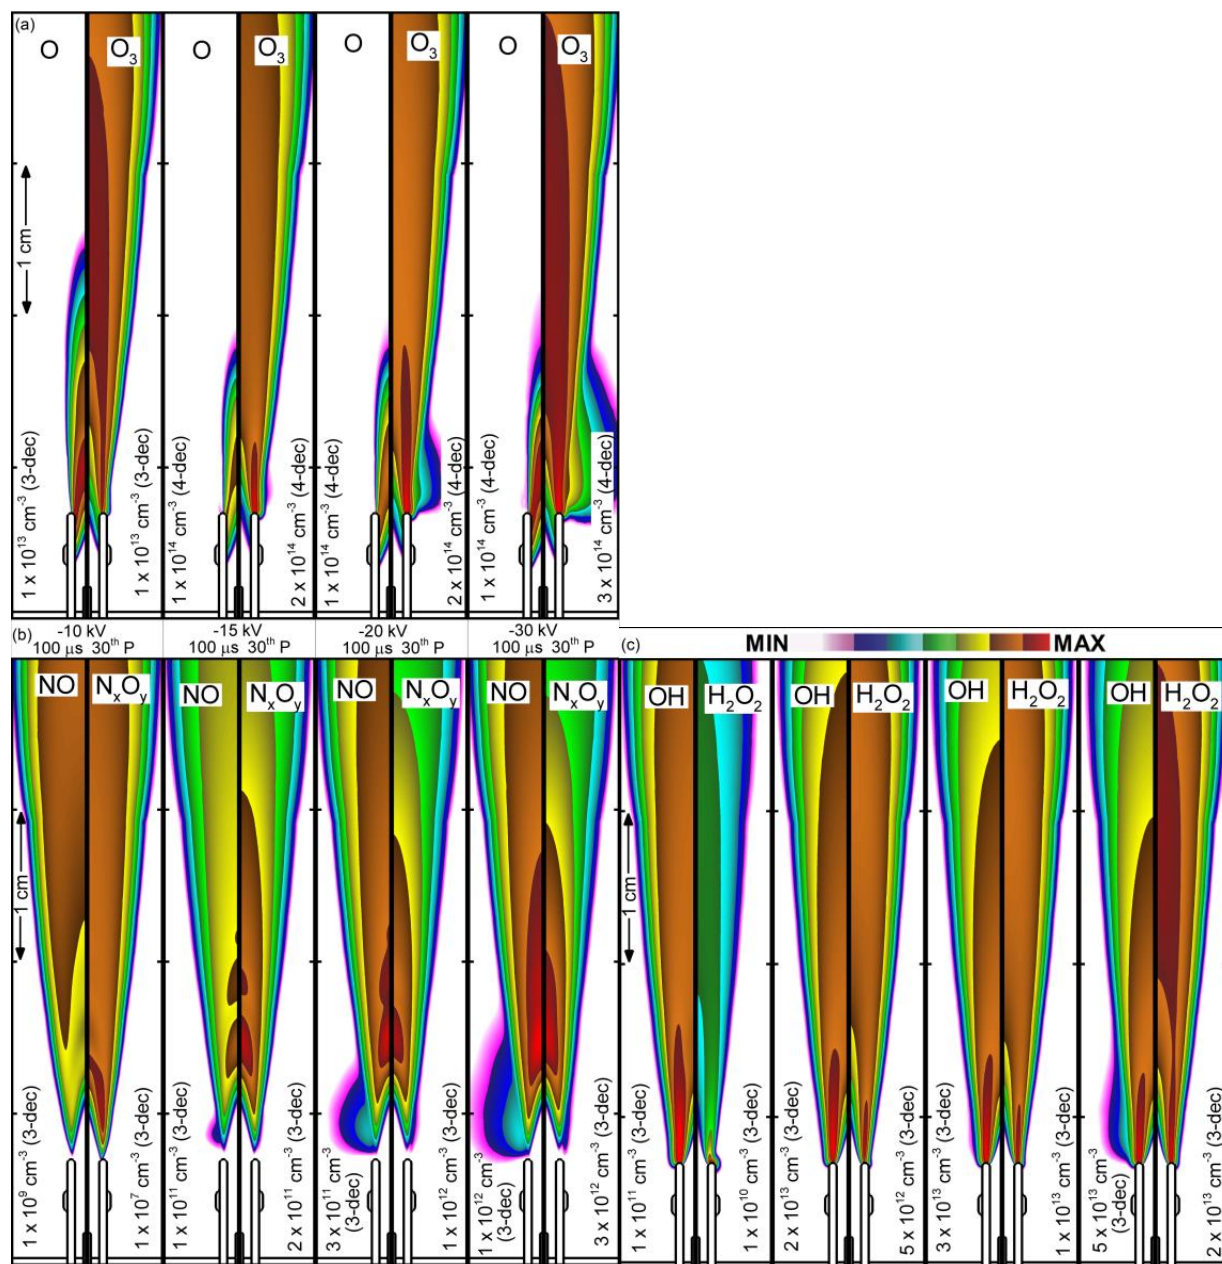 (a)
O
O3
O
O3
O
O3
O
O3
1 cm
1 x 10^13 cm^-3 (3-dec)
1 x 10^13 cm^-3 (3-dec)
1 x 10^14 cm^-3 (4-dec)
2 x 10^14 cm^-3 (4-dec)
1 x 10^14 cm^-3 (4-dec)
2 x 10^14 cm^-3 (4-dec)
1 x 10^14 cm^-3 (4-dec)
3 x 10^14 cm^-3 (4-dec)
(b)
-10 kV
100 μs 30th P
-15 kV
100 μs 30th P
-20 kV
100 μs 30th P
-30 kV
100 μs 30th P
(c)
MIN
MAX
NO
NxOy
NO
NxOy
NO
NxOy
NO
NxOy
OH
H2O2
OH
H2O2
OH
H2O2
OH
H2O2
1 cm
1 cm
1 x 10^9 cm^-3 (3-dec)
1 x 10^7 cm^-3 (3-dec)
1 x 10^11 cm^-3 (3-dec)
2 x 10^11 cm^-3 (3-dec)
3 x 10^11 cm^-3
(3-dec)
1 x 10^12 cm^-3 (3-dec)
1 x 10^12 cm^-3
(3-dec)
3 x 10^12 cm^-3 (3-dec)
1 x 10^11 cm^-3 (3-dec)
1 x 10^10 cm^-3 (3-dec)
2 x 10^13 cm^-3 (3-dec)
5 x 10^12 cm^-3 (3-dec)
3 x 10^13 cm^-3 (3-dec)
1 x 10^13 cm^-3 (3-dec)
5 x 10^13 cm^-3
(3-dec)
2 x 10^13 cm^-3 (3-dec)